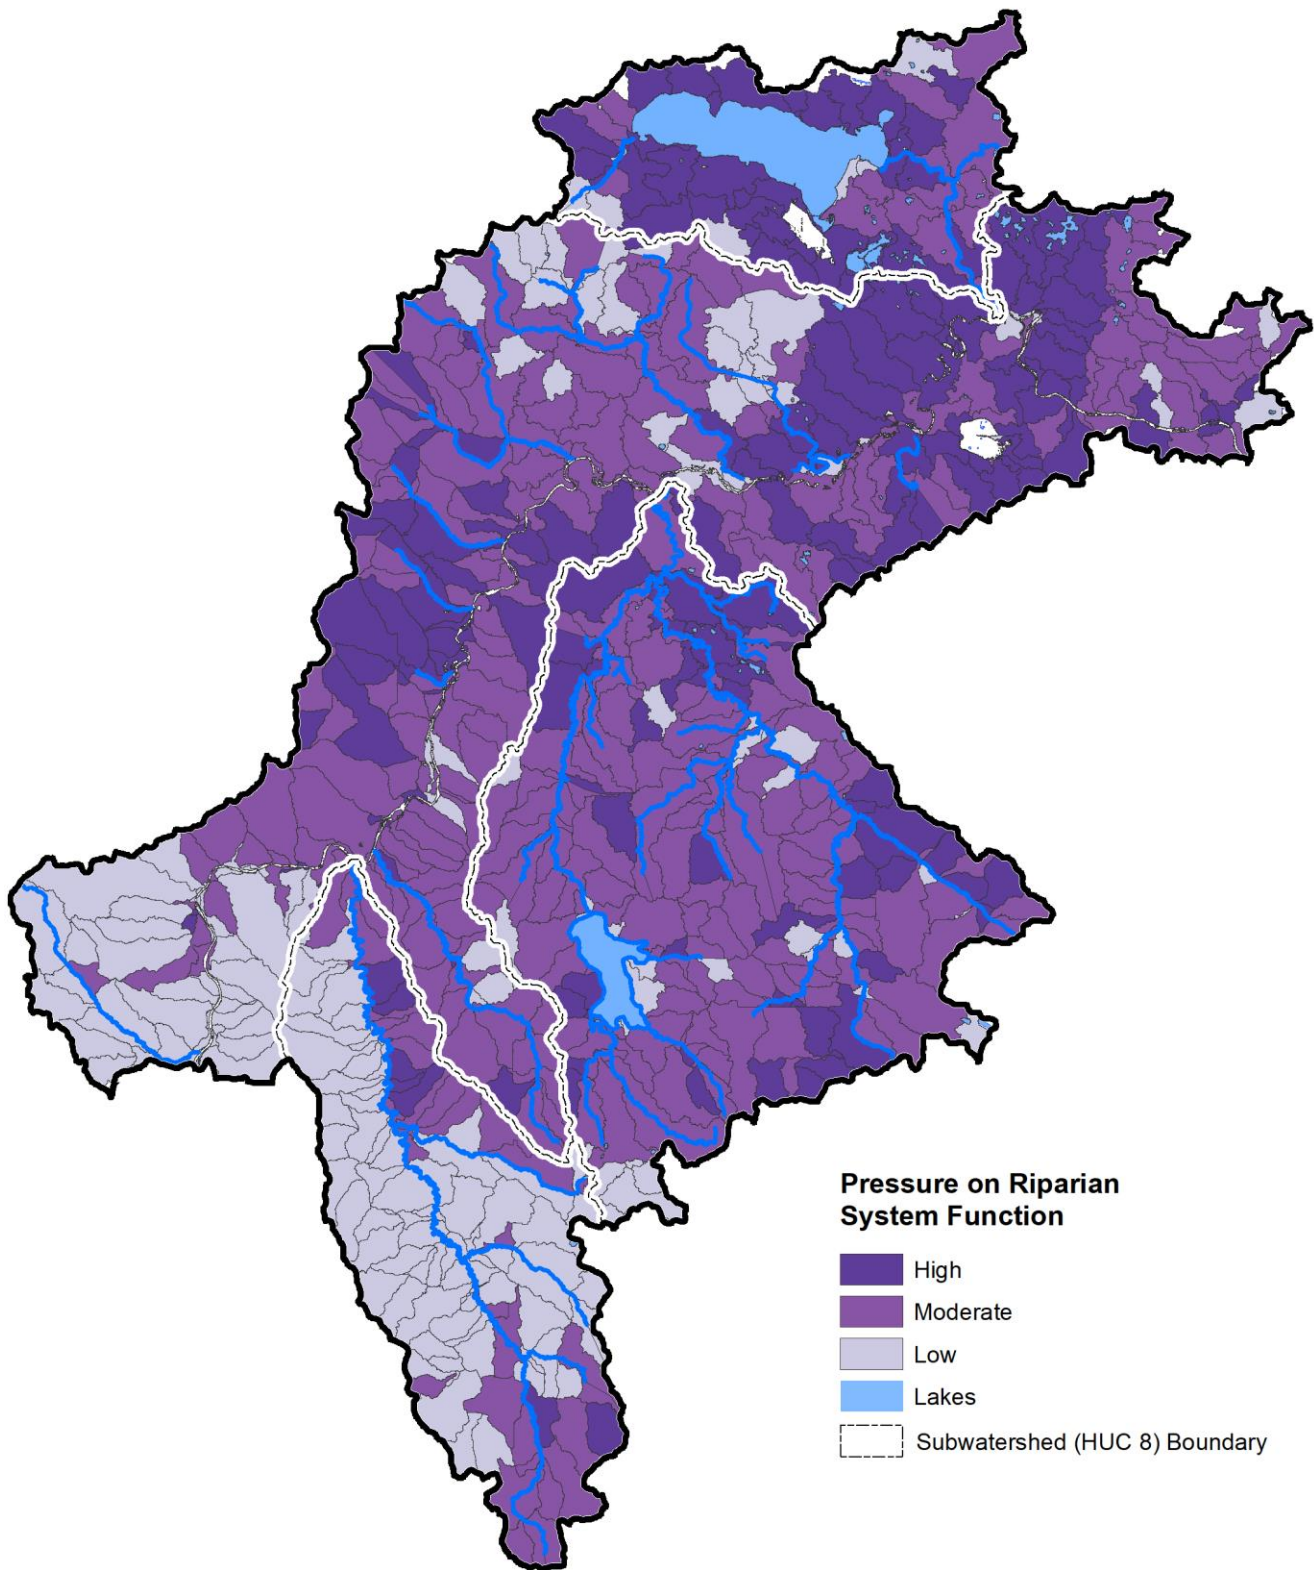 Pressure on Riparian
System Function
High
Moderate
Low
Lakes
Subwatershed (HUC 8) Boundary